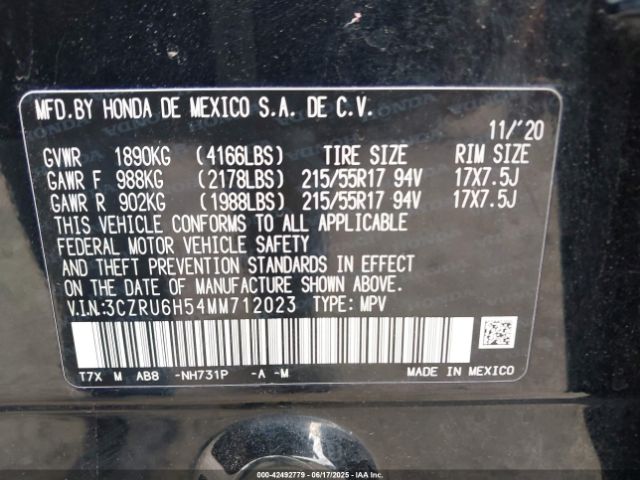 MFD.BY HONDA DE MEXICO S.A. DE C.V.
11/'20
GVWR 1890KG (4166LBS) TIRE SIZE RIM SIZE
GAWR F 988KG (2178LBS) 215/55R17 94V 17X7.5J
GAWR R 902KG (1988LBS) 215/55R17 94V 17X7.5J
THIS VEHICLE CONFORMS TO ALL APPLICABLE
FEDERAL MOTOR VEHICLE SAFETY
AND THEFT PREVENTION STANDARDS IN EFFECT
ON THE DATE OF MANUFACTURE SHOWN ABOVE.
V.IN:3CZRU6H54MM712023 TYPE: MPV
T7X M AB8 -NH731P -A -M
MADE IN MEXICO
© - 42492779 - 06/17/2025 - IAAI.COM